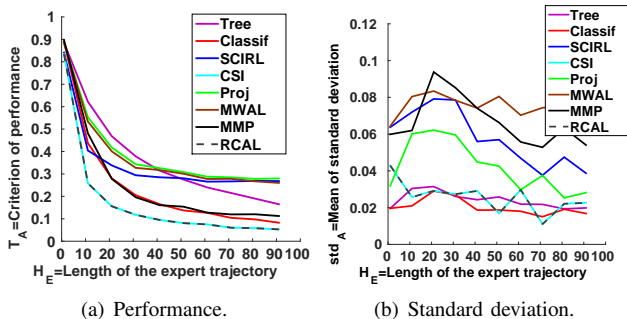 1
0.9
0.8
0.7
0.6
0.5
0.4
0.3
0.2
0.1
0
0 10 20 30 40 50 60 70 80 90 100
T_A=Criterion of performance
H_E=Length of the expert trajectory
Tree
Classif
SCIRL
CSI
Proj
MWAL
MMP
RCAL
(a) Performance.
0.12
0.1
0.08
0.06
0.04
0.02
0
0 10 20 30 40 50 60 70 80 90 100
std_A=Mean of standard deviation
H_E=Length of the expert trajectory
Tree
Classif
SCIRL
CSI
Proj
MWAL
MMP
RCAL
(b) Standard deviation.